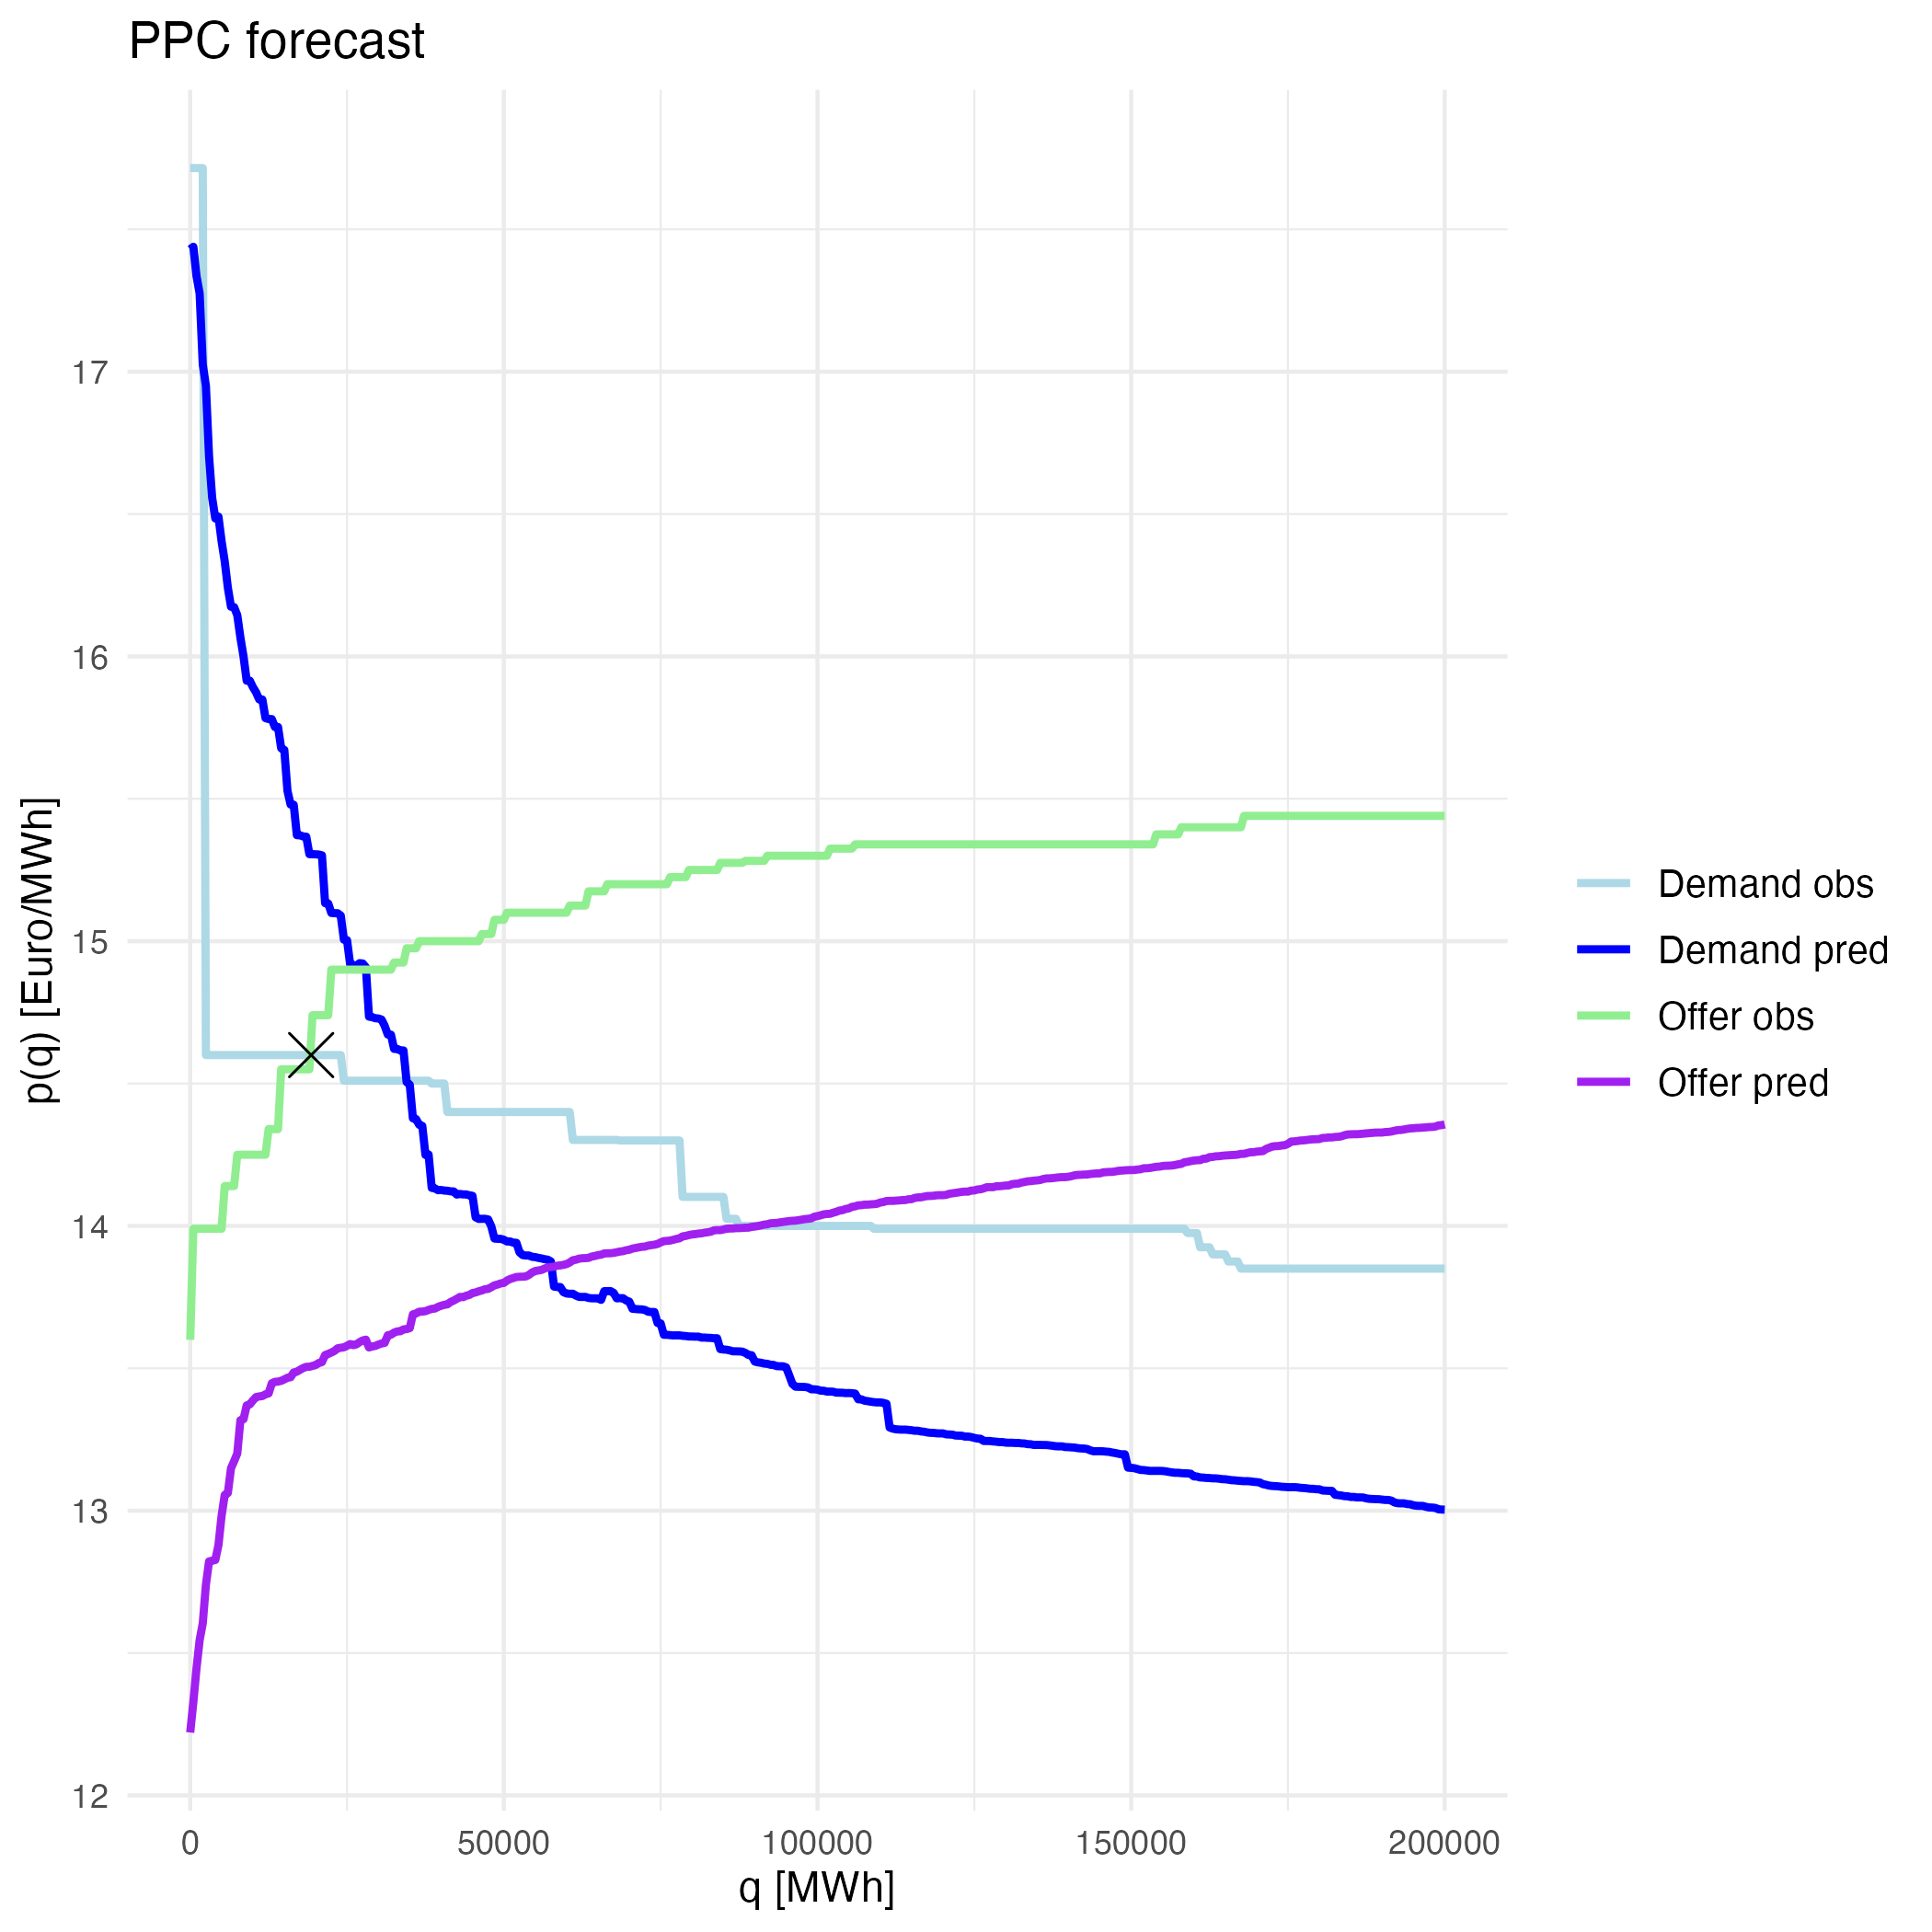 PPC forecast
p(q) [Euro/MWh]
17
16
15
14
13
12
0 50000 100000 150000 200000
q [MWh]
Demand obs
Demand pred
Offer obs
Offer pred